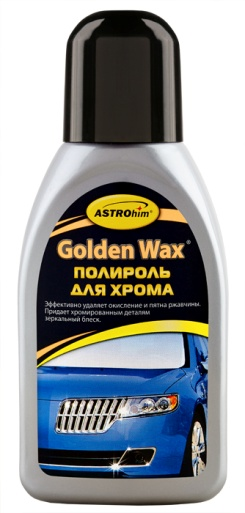 ASTROhim®
Golden Wax®
ПОЛИРОЛЬ
ДЛЯ ХРОМА
Эффективно удаляет окисление и пятна ржавчины.
Придает хромированным деталям
зеркальный блеск.